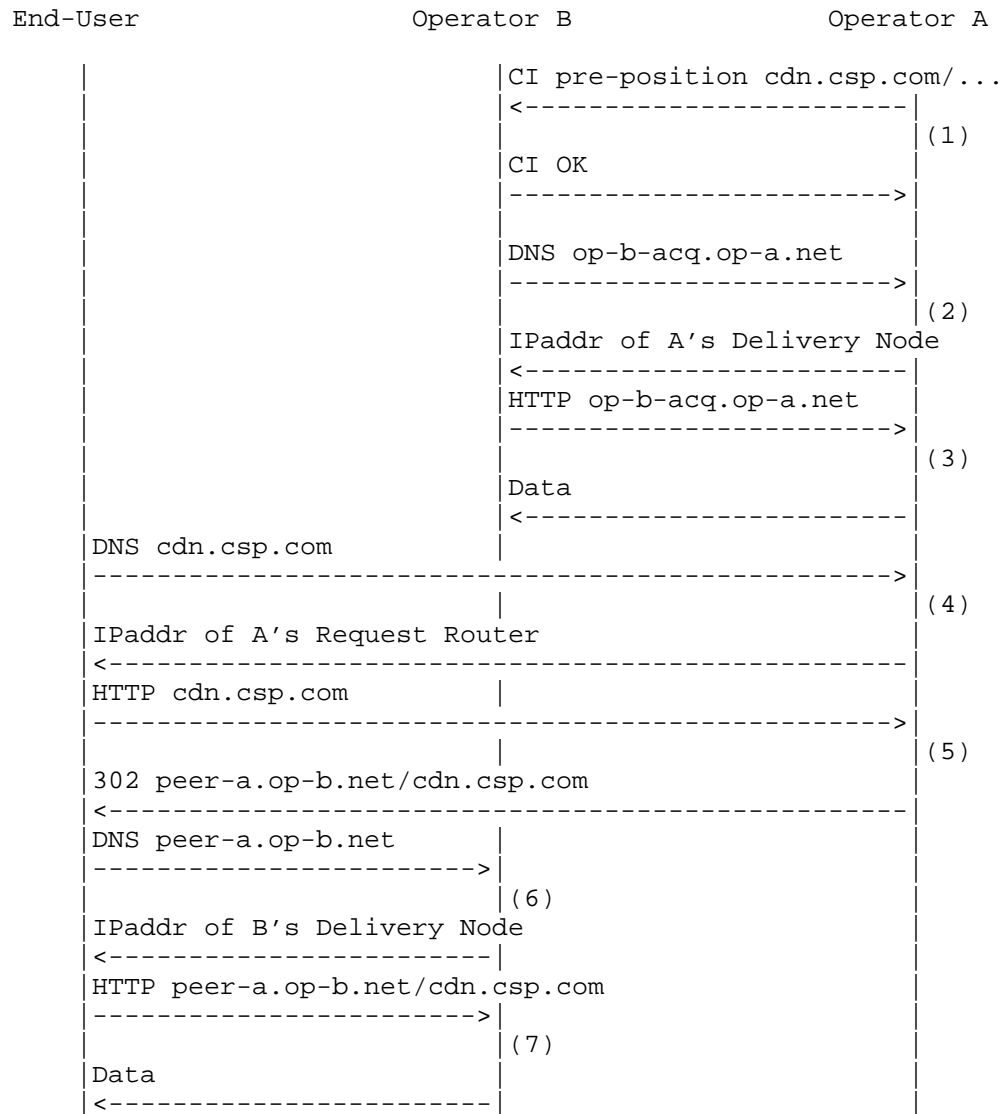 End-User Operator B Operator A
CI pre-position cdn.csp.com/...
(1)
CI OK
DNS op-b-acq.op-a.net
(2)
IPaddr of A's Delivery Node
HTTP op-b-acq.op-a.net
(3)
Data
DNS cdn.csp.com
(4)
IPaddr of A's Request Router
HTTP cdn.csp.com
(5)
302 peer-a.op-b.net/cdn.csp.com
DNS peer-a.op-b.net
(6)
IPaddr of B's Delivery Node
HTTP peer-a.op-b.net/cdn.csp.com
(7)
Data